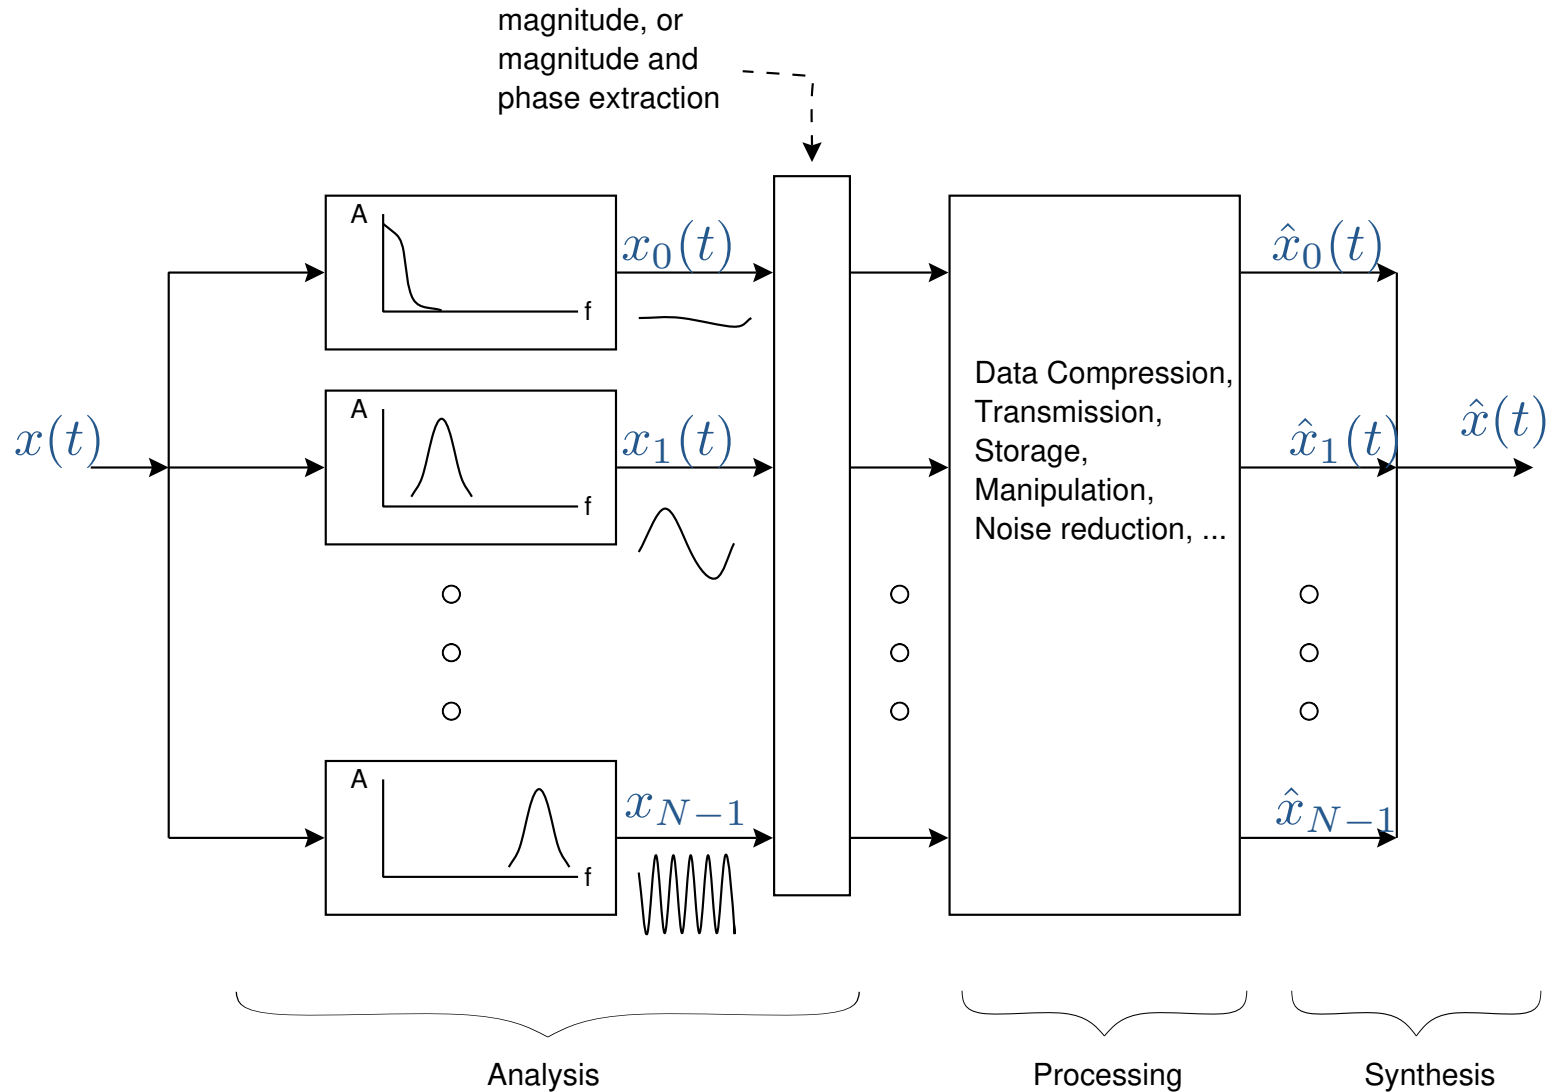 magnitude, or
magnitude and
phase extraction
A
f
x_0(t)
x̂_0(t)
x(t)
A
f
x_1(t)
Data Compression,
Transmission,
Storage,
Manipulation,
Noise reduction, ...
x̂_1(t)
x̂(t)
A
f
x_{N-1}
x̂_{N-1}
Analysis
Processing
Synthesis